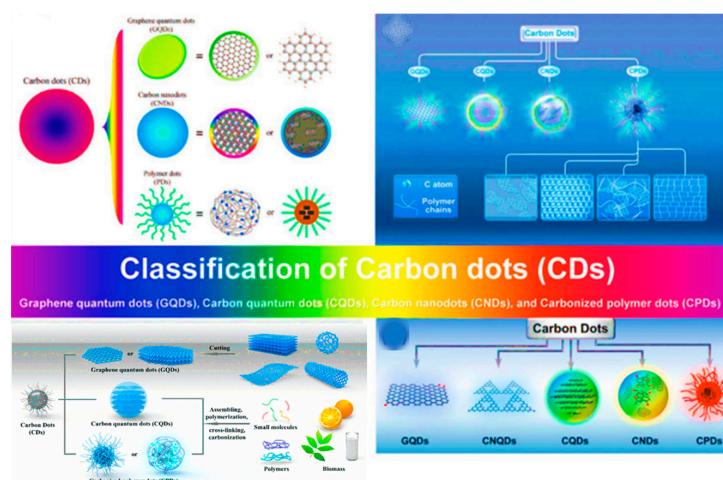 Graphene quantum dots
(GQDs)
=
or
Carbon dots (CDs)
Carbon nanodots
(CNDs)
=
or
Polymer dots
(PDs)
=
or
Carbon Dots
GQDs
CQDs
CNDs
CPDs
C atom
Polymer
chains
Classification of Carbon dots (CDs)
Graphene quantum dots (GQDs), Carbon quantum dots (CQDs), Carbon nanodots (CNDs), and Carbonized polymer dots (CPDs)
or
Cutting
Graphene quantum dots (GQDs)
Carbon Dots
(CDs)
Carbon quantum dots (CQDs)
Assembling,
polymerization,
cross-linking,
carbonization
Small molecules
or
Polymers
Biomass
Carbon Dots
GQDs
CNQDs
CQDs
CNDs
CPDs